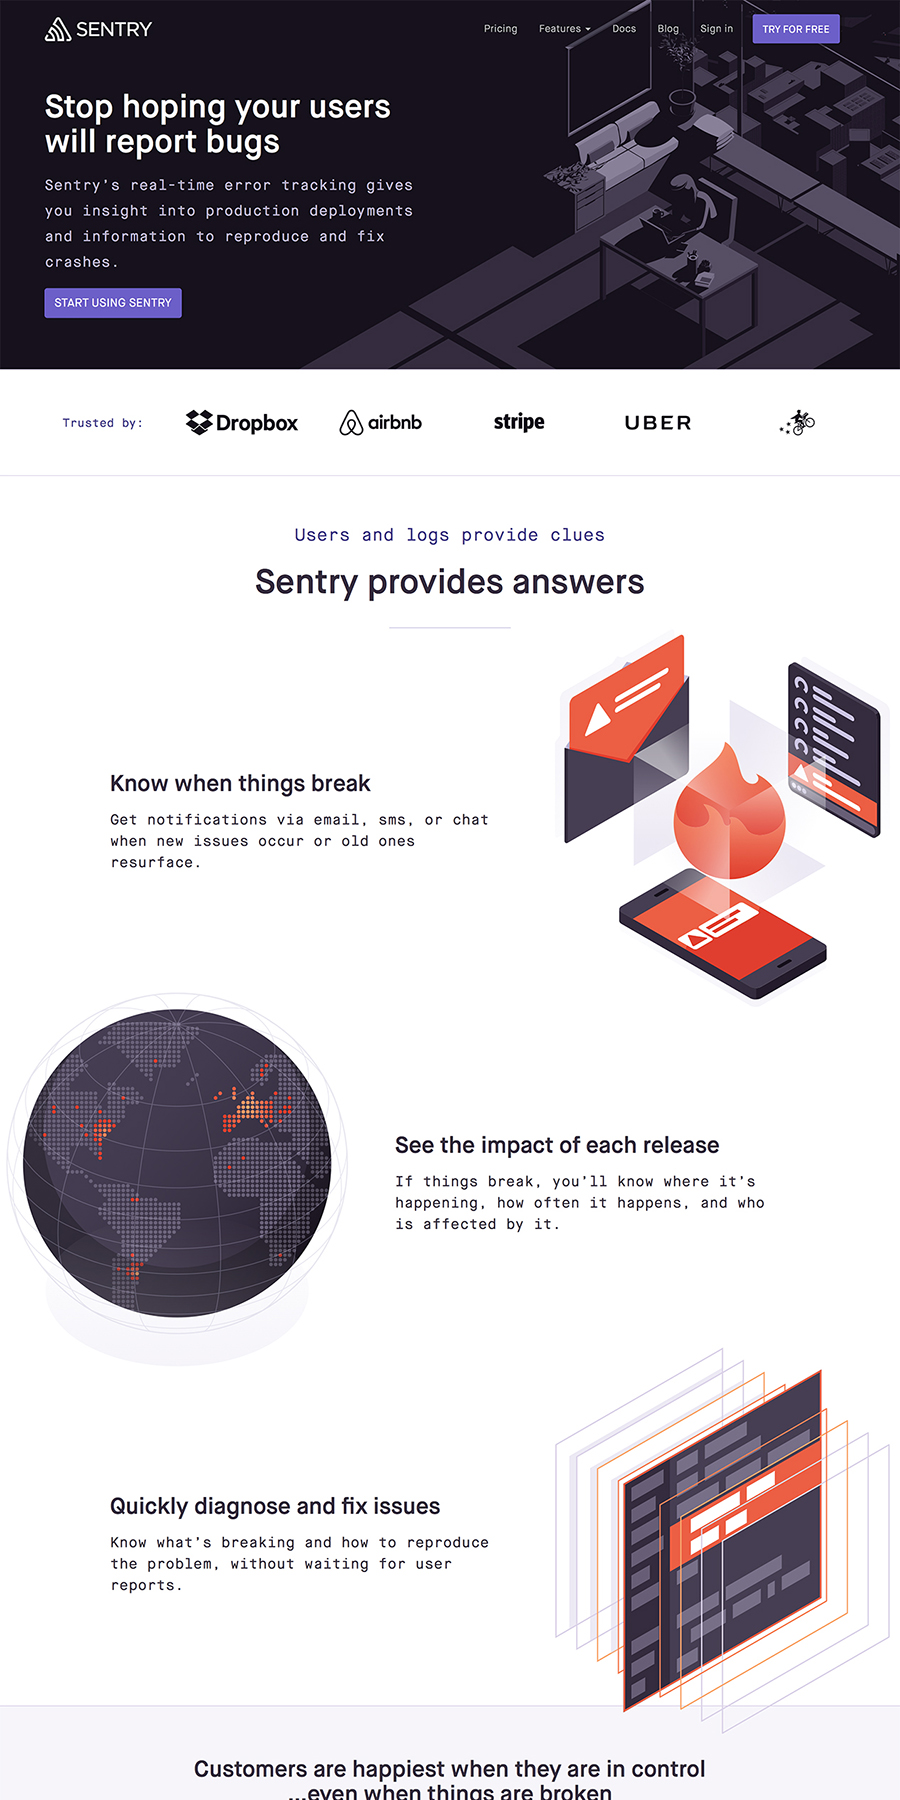 SENTRY
Pricing
Features
Docs
Blog
Sign in
TRY FOR FREE
Stop hoping your users
will report bugs
Sentry's real-time error tracking gives
you insight into production deployments
and information to reproduce and fix
crashes.
START USING SENTRY
Trusted by:
Dropbox
airbnb
stripe
UBER
Users and logs provide clues
Sentry provides answers
Know when things break
Get notifications via email, sms, or chat
when new issues occur or old ones
resurface.
See the impact of each release
If things break, you'll know where it's
happening, how often it happens, and who
is affected by it.
Quickly diagnose and fix issues
Know what's breaking and how to reproduce
the problem, without waiting for user
reports.
Customers are happiest when they are in control
...even when things are broken